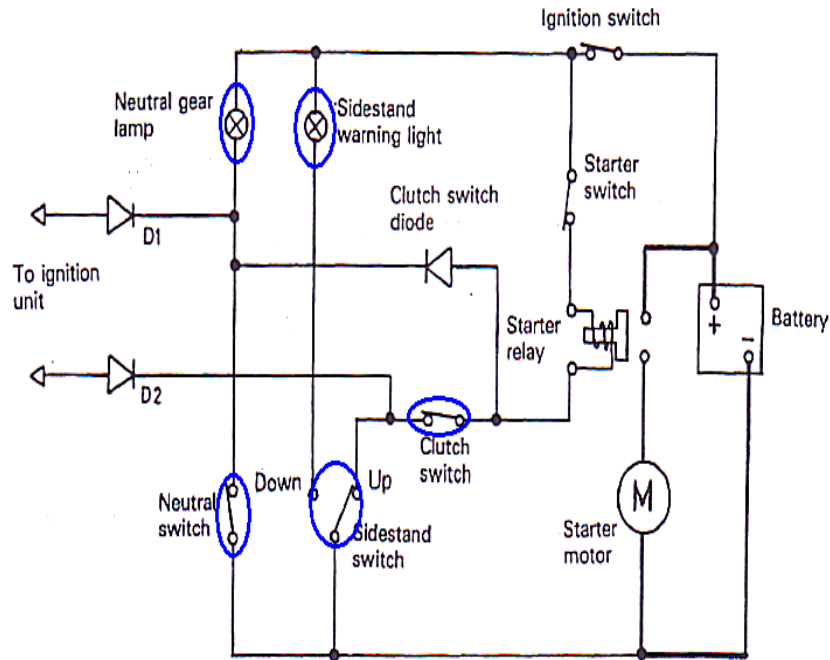 Ignition switch
Neutral gear
lamp
Sidestand
warning light
Starter
switch
Clutch switch
diode
D1
To ignition
unit
Starter
relay
+
-
Battery
D2
Clutch
switch
Down
Up
Neutral
switch
Sidestand
switch
M
Starter
motor